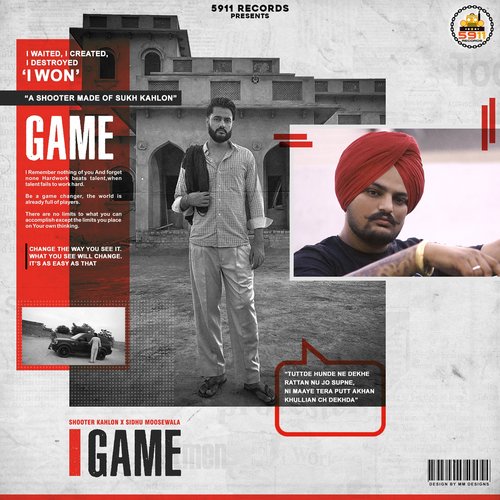 5911 RECORDS
PRESENTS
5911
RECORDS
I WAITED, I CREATED,
I DESTROYED
'I WON'
"A SHOOTER MADE OF SUKH KAHLON"
GAME
I Remember nothing of you And forget
none Hardwork beats talent,when
talent fails to work hard.
Be a game changer, the world is
already full of players.
There are no limits to what you can
accomplish except the limits you place
on Your own thinking.
CHANGE THE WAY YOU SEE IT.
WHAT YOU SEE WILL CHANGE.
IT'S AS EASY AS THAT
"TUTTDE HUNDE NE DEKHE
RATTAN NU JO SUPNE,
NI MAAYE TERA PUTT AKHAN
KHULLIAN CH DEKHDA"
SHOOTER KAHLON X SIDHU MOOSEWALA
GAME
DESIGN BY MM DESIGNS